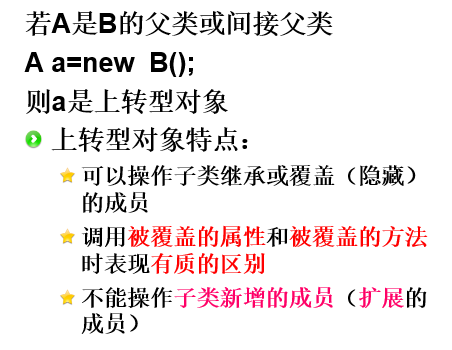 若A是B的父类或间接父类
A a=new B();
则a是上转型对象
上转型对象特点：
可以操作子类继承或覆盖（隐藏）
的成员
调用被覆盖的属性和被覆盖的方法
时表现有质的区别
不能操作子类新增的成员（扩展的
成员）